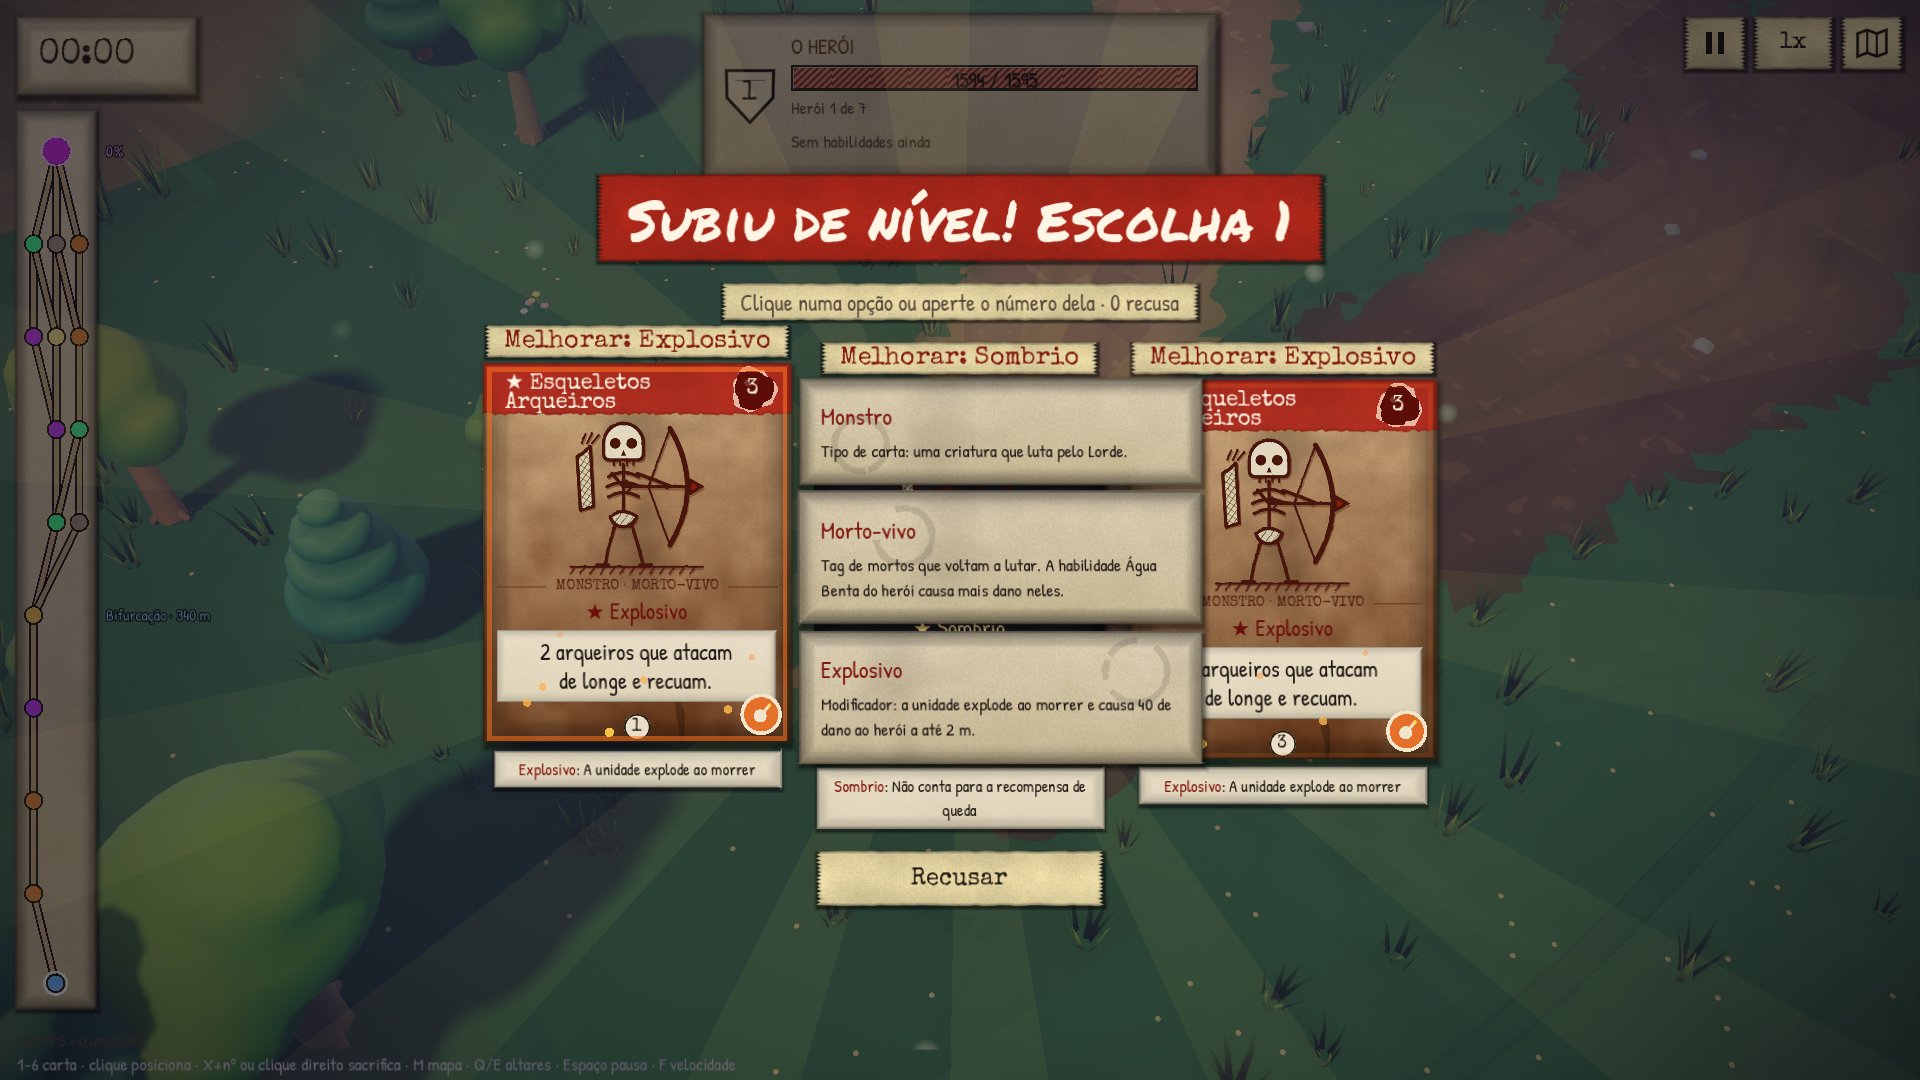 00:00
O HERÓI
1
1594 / 1595
Herói 1 de 7
Sem habilidades ainda
1x
0%
SUBIU DE NÍVEL! ESCOLHA 1
Clique numa opção ou aperte o número dela · 0 recusa
Melhorar: Explosivo
★ Esqueletos
Arqueiros
3
MONSTRO · MORTO-VIVO
★ Explosivo
2 arqueiros que atacam
de longe e recuam.
1
Explosivo: A unidade explode ao morrer
Melhorar: Sombrio
Monstro
Tipo de carta: uma criatura que luta pelo Lorde.
Morto-vivo
Tag de mortos que voltam a lutar. A habilidade Água
Benta do herói causa mais dano neles.
★ Sombrio
Explosivo
Modificador: a unidade explode ao morrer e causa 40 de
dano ao herói a até 2 m.
Sombrio: Não conta para a recompensa de
queda
Melhorar: Explosivo
queletos
eiros
3
MONSTRO · MORTO-VIVO
★ Explosivo
arqueiros que atacam
de longe e recuam.
3
Explosivo: A unidade explode ao morrer
Recusar
Bifurcação · 340 m
1-6 carta · clique posiciona · X+nº ou clique direito sacrifica · M mapa · Q/E altares · Espaço pausa · F velocidade